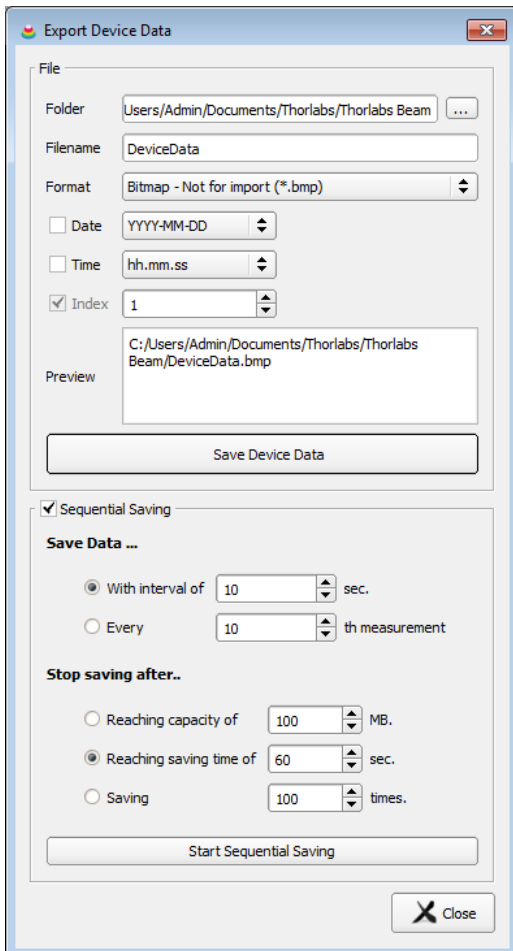 Export Device Data
File
Folder Users/Admin/Documents/Thorlabs/Thorlabs Beam ...
Filename DeviceData
Format Bitmap - Not for import (*.bmp)
Date YYYY-MM-DD
Time hh.mm.ss
Index 1
Preview C:/Users/Admin/Documents/Thorlabs/Thorlabs
Beam/DeviceData.bmp
Save Device Data
Sequential Saving
Save Data ...
With interval of 10 sec.
Every 10 th measurement
Stop saving after..
Reaching capacity of 100 MB.
Reaching saving time of 60 sec.
Saving 100 times.
Start Sequential Saving
Close